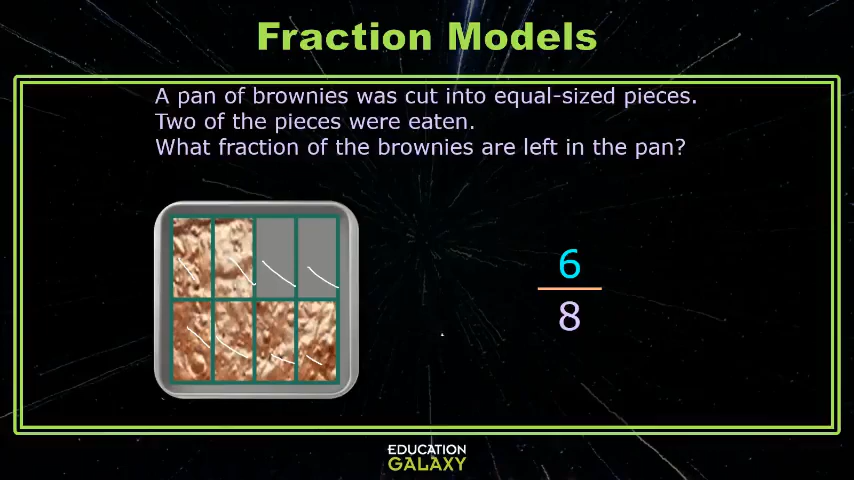 Fraction Models
A pan of brownies was cut into equal-sized pieces.
Two of the pieces were eaten.
What fraction of the brownies are left in the pan?
6
8
EDUCATION
GALAXY